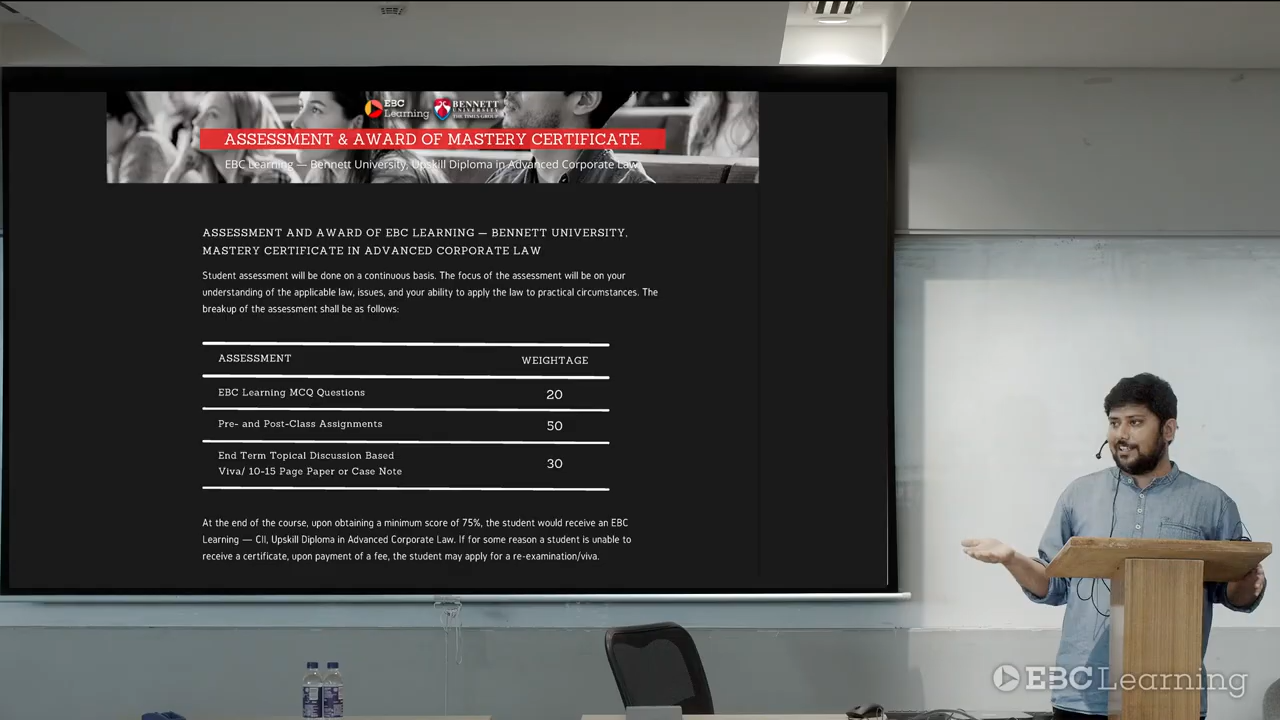 EBC
Learning
BENNETT
UNIVERSITY
THE TIMES GROUP
ASSESSMENT & AWARD OF MASTERY CERTIFICATE.
EBC Learning — Bennett University, Upskill Diploma in Advanced Corporate Law
ASSESSMENT AND AWARD OF EBC LEARNING — BENNETT UNIVERSITY,
MASTERY CERTIFICATE IN ADVANCED CORPORATE LAW
Student assessment will be done on a continuous basis. The focus of the assessment will be on your
understanding of the applicable law, issues, and your ability to apply the law to practical circumstances. The
breakup of the assessment shall be as follows:
ASSESSMENT WEIGHTAGE
EBC Learning MCQ Questions 20
Pre- and Post-Class Assignments 50
End Term Topical Discussion Based
Viva/ 10-15 Page Paper or Case Note 30
At the end of the course, upon obtaining a minimum score of 75%, the student would receive an EBC
Learning — CII, Upskill Diploma in Advanced Corporate Law. If for some reason a student is unable to
receive a certificate, upon payment of a fee, the student may apply for a re-examination/viva.
EBC Learning